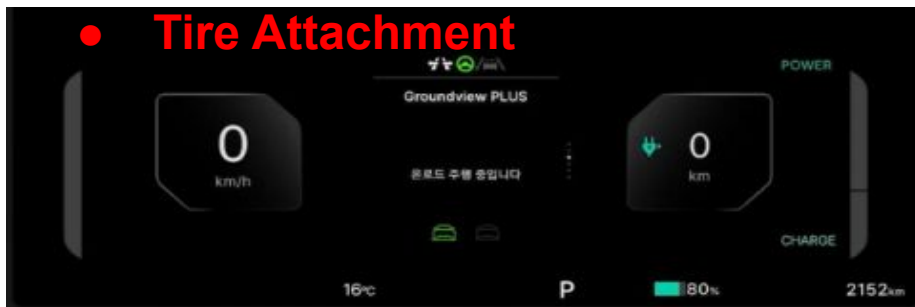 ● Tire Attachment
POWER
Groundview PLUS
0
km/h
온로드 주행 중입니다
0
km
CHARGE
16°C
P
80%
2152km